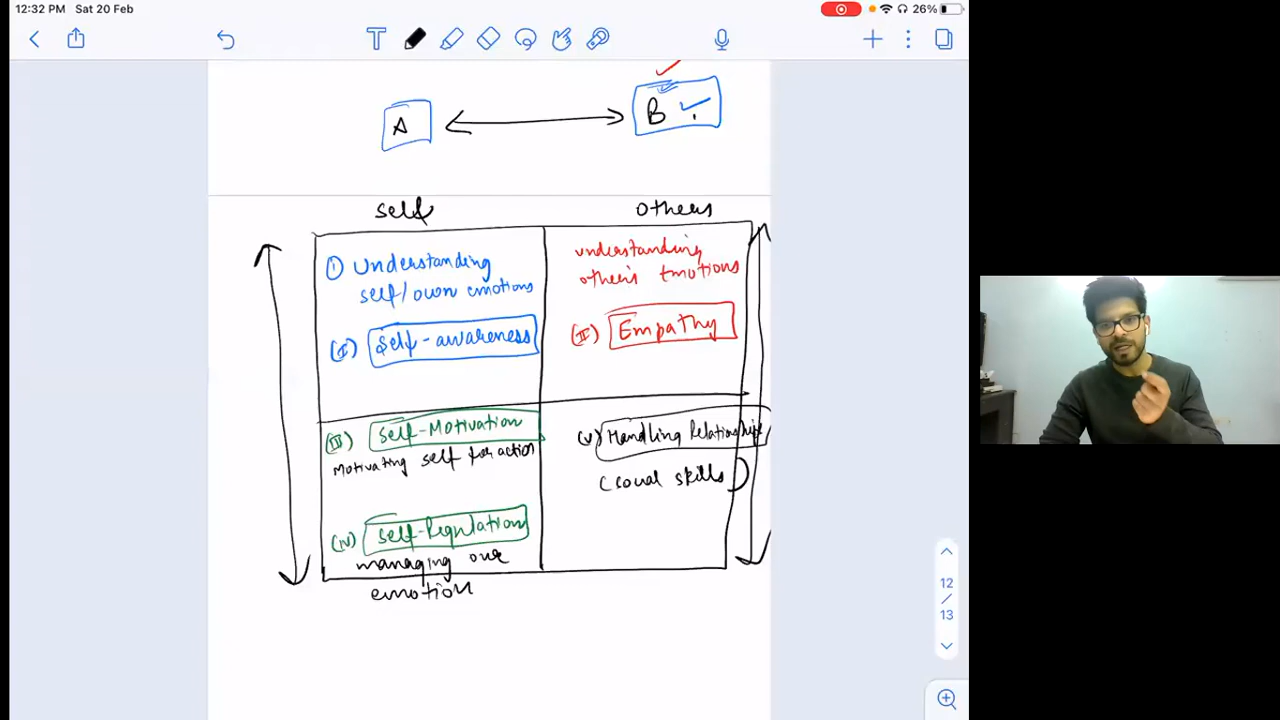 12:32 PM Sat 20 Feb
26%
A
B
self
others
① Understanding
self/own emotions
(I) Self-awareness
understanding
other's Emotions
(II) Empathy
(III) Self-Motivation
Motivating self for action
(IV) Self-Regulation
managing our
emotion
(V) Handling Relationships
(social skills)
12
/
13